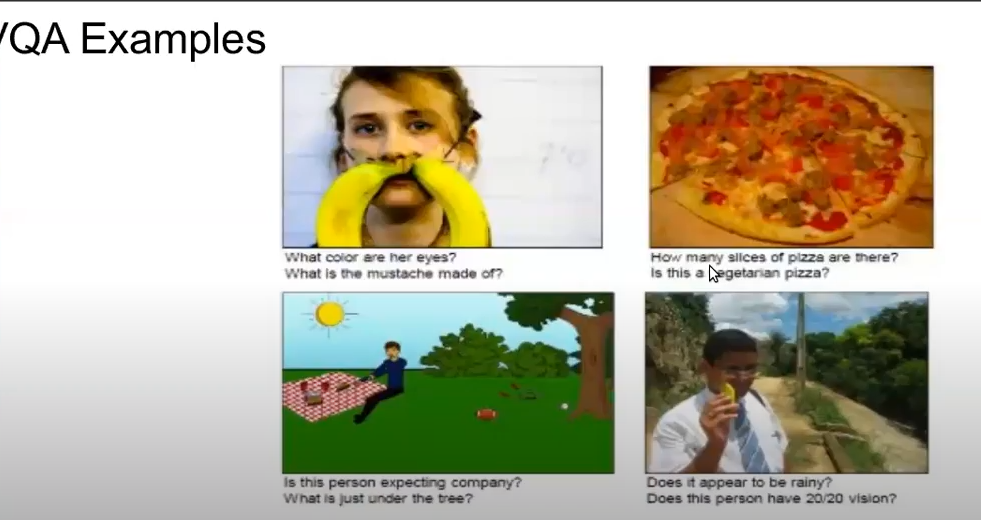 VQA Examples
What color are her eyes?
What is the mustache made of?
How many slices of pizza are there?
Is this a vegetarian pizza?
Is this person expecting company?
What is just under the tree?
Does it appear to be rainy?
Does this person have 20/20 vision?